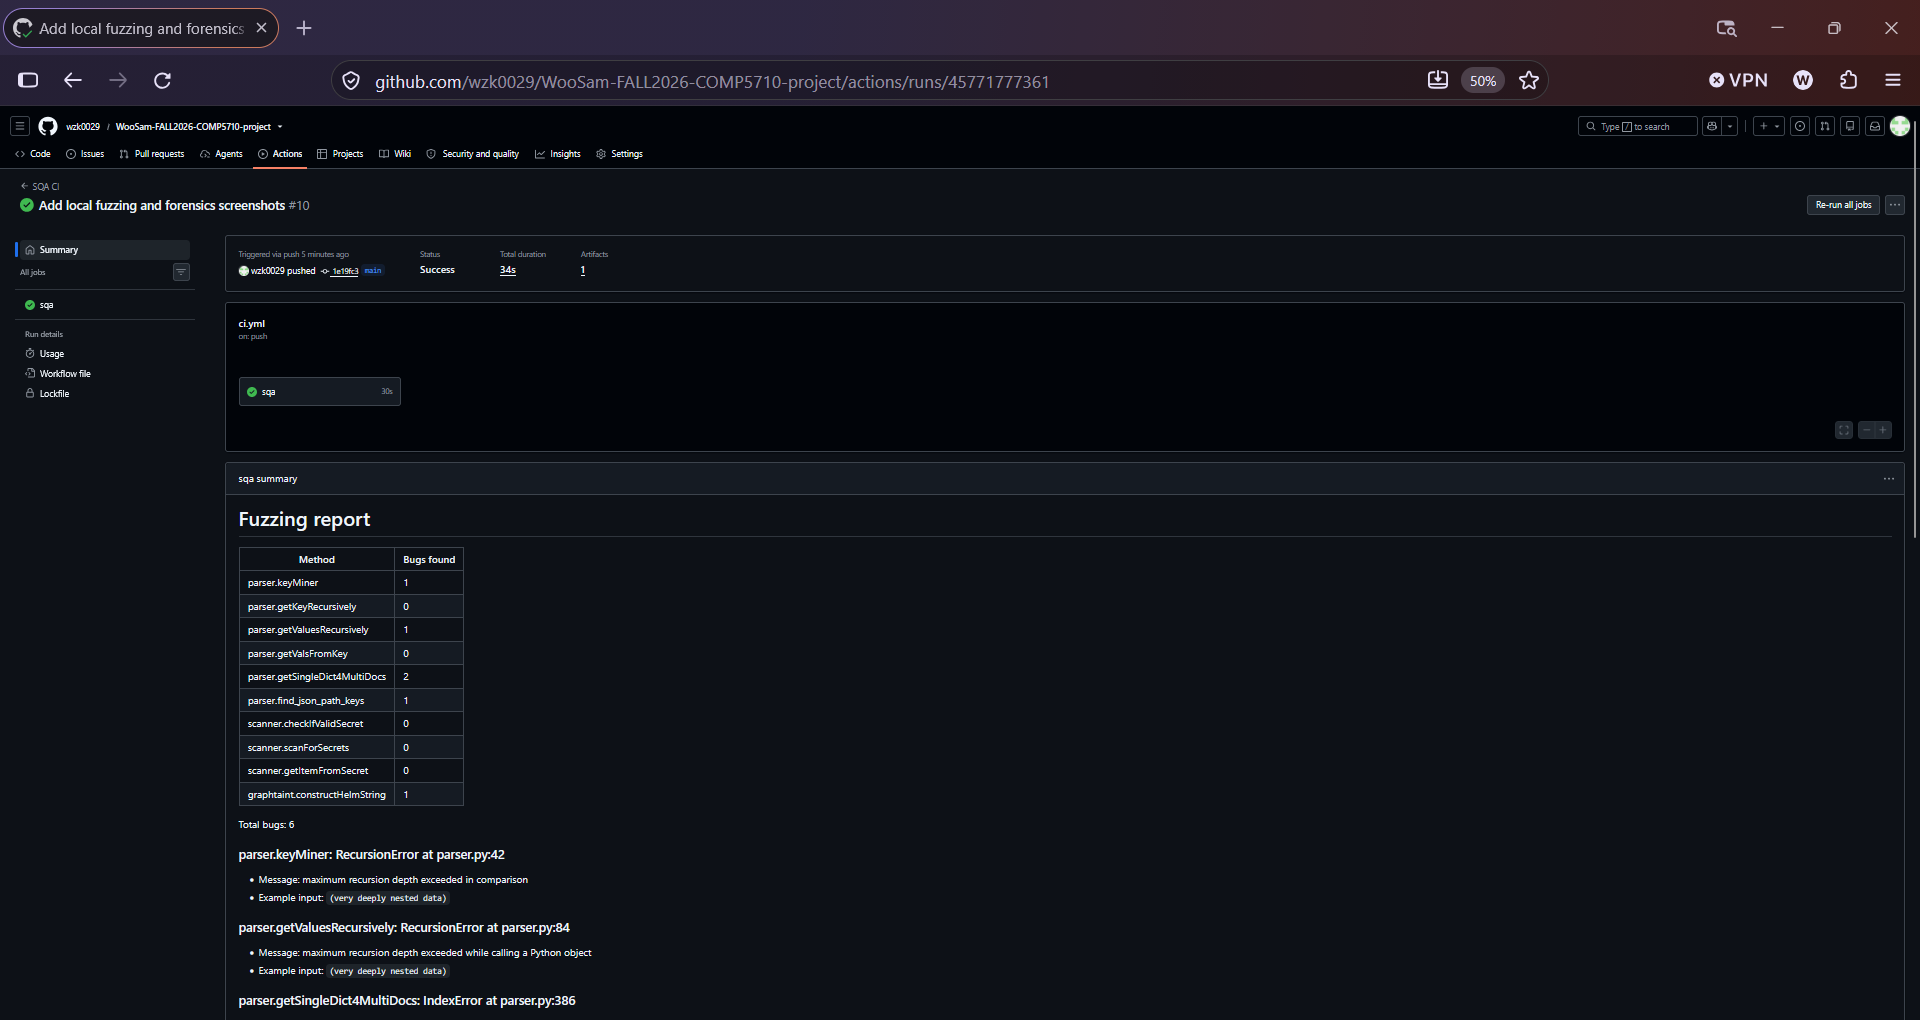 Add local fuzzing and forensics
github.com/wzk0029/WooSam-FALL2026-COMP5710-project/actions/runs/45771777361
50%
VPN
W
wzk0029 / WooSam-FALL2026-COMP5710-project
Type / to search
Code Issues Pull requests Agents Actions Projects Wiki Security and quality Insights Settings
SQA CI
Add local fuzzing and forensics screenshots #10
Re-run all jobs
Summary
All jobs
sqa
Run details
Usage
Workflow file
Lockfile
Triggered via push 5 minutes ago
wzk0029 pushed 1e19fc3 main
Status
Success
Total duration
34s
Artifacts
1
ci.yml
on: push
sqa 30s
sqa summary
Fuzzing report
Method Bugs found
parser.keyMiner 1
parser.getKeyRecursively 0
parser.getValuesRecursively 1
parser.getValsFromKey 0
parser.getSingleDict4MultiDocs 2
parser.find_json_path_keys 1
scanner.checkIfValidSecret 0
scanner.scanForSecrets 0
scanner.getItemFromSecret 0
graphtaint.constructHelmString 1
Total bugs: 6
parser.keyMiner: RecursionError at parser.py:42
• Message: maximum recursion depth exceeded in comparison
• Example input: (very deeply nested data)
parser.getValuesRecursively: RecursionError at parser.py:84
• Message: maximum recursion depth exceeded while calling a Python object
• Example input: (very deeply nested data)
parser.getSingleDict4MultiDocs: IndexError at parser.py:386